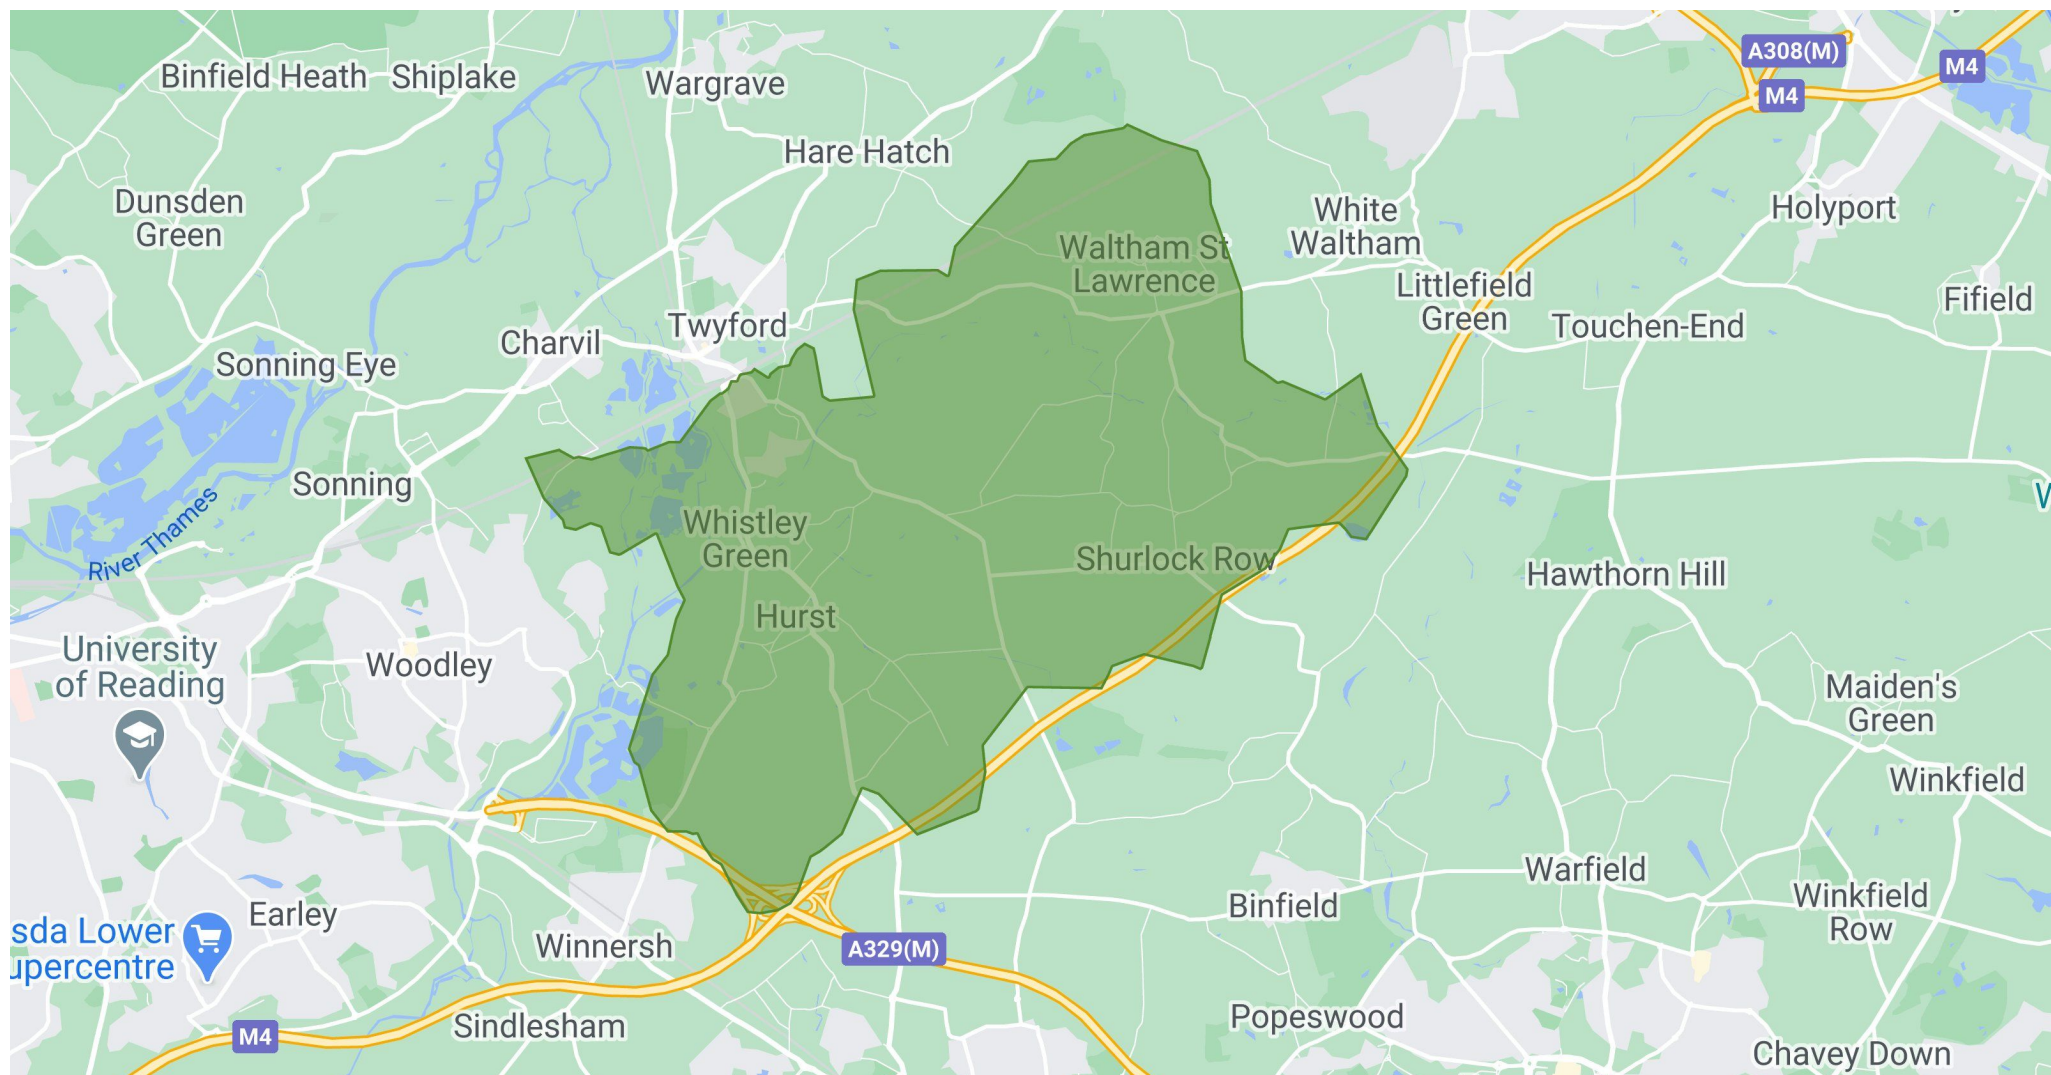 A308(M)
M4
M4
Binfield Heath
Shiplake
Wargrave
Hare Hatch
Dunsden
Green
White
Waltham
Holyport
Waltham St
Lawrence
Littlefield
Green
Fifield
Twyford
Touchen-End
Charvil
Sonning Eye
Sonning
River Thames
Whistley
Green
Shurlock Row
Hawthorn Hill
Hurst
University
of Reading
Woodley
Maiden's
Green
Winkfield
Warfield
Winkfield
Row
Binfield
Earley
sda Lower
upercentre
Winnersh
A329(M)
Popeswood
Sindlesham
M4
Chavey Down